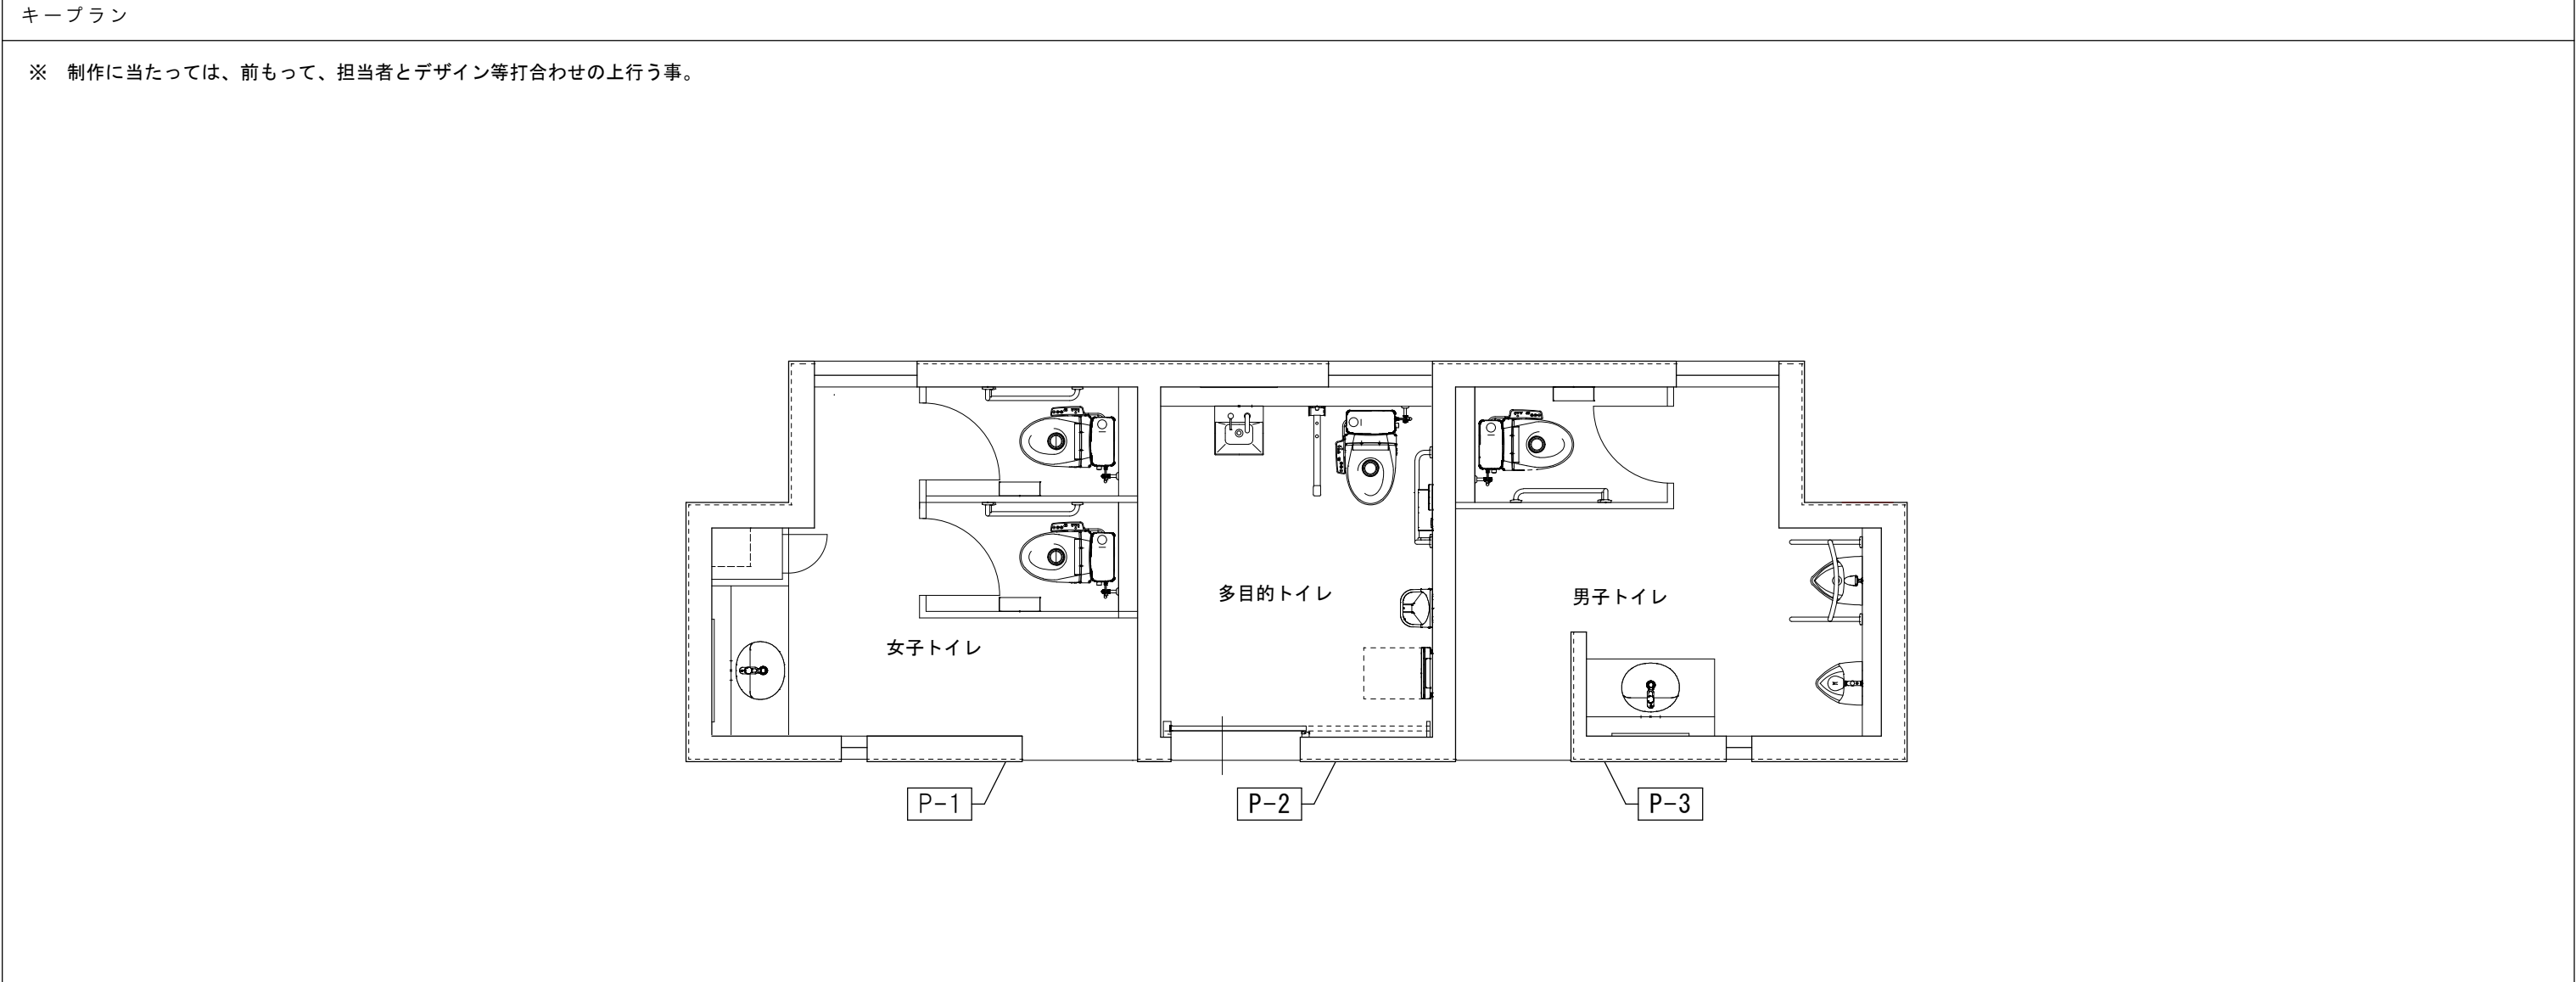 キープラン
※　制作に当たっては、前もって、担当者とデザイン等打合わせの上行う事。
多目的トイレ
男子トイレ
女子トイレ
P-1
P-2
P-3